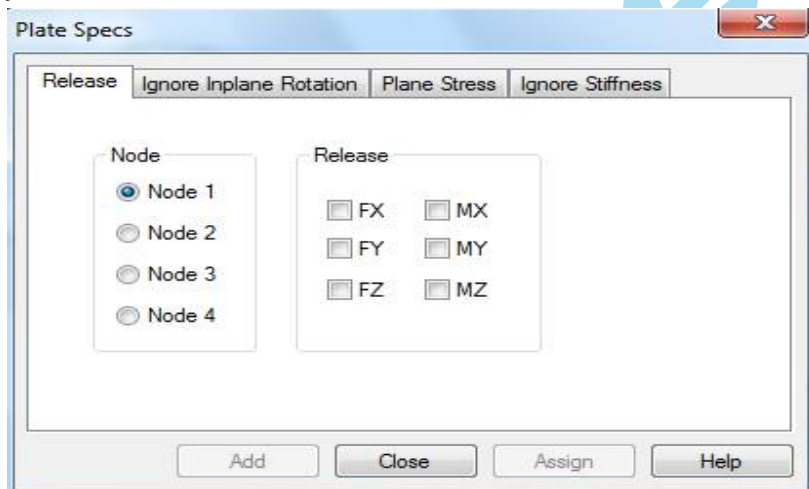 Plate Specs
Release Ignore Inplane Rotation Plane Stress Ignore Stiffness
Node
Node 1
Node 2
Node 3
Node 4
Release
FX MX
FY MY
FZ MZ
Add Close Assign Help